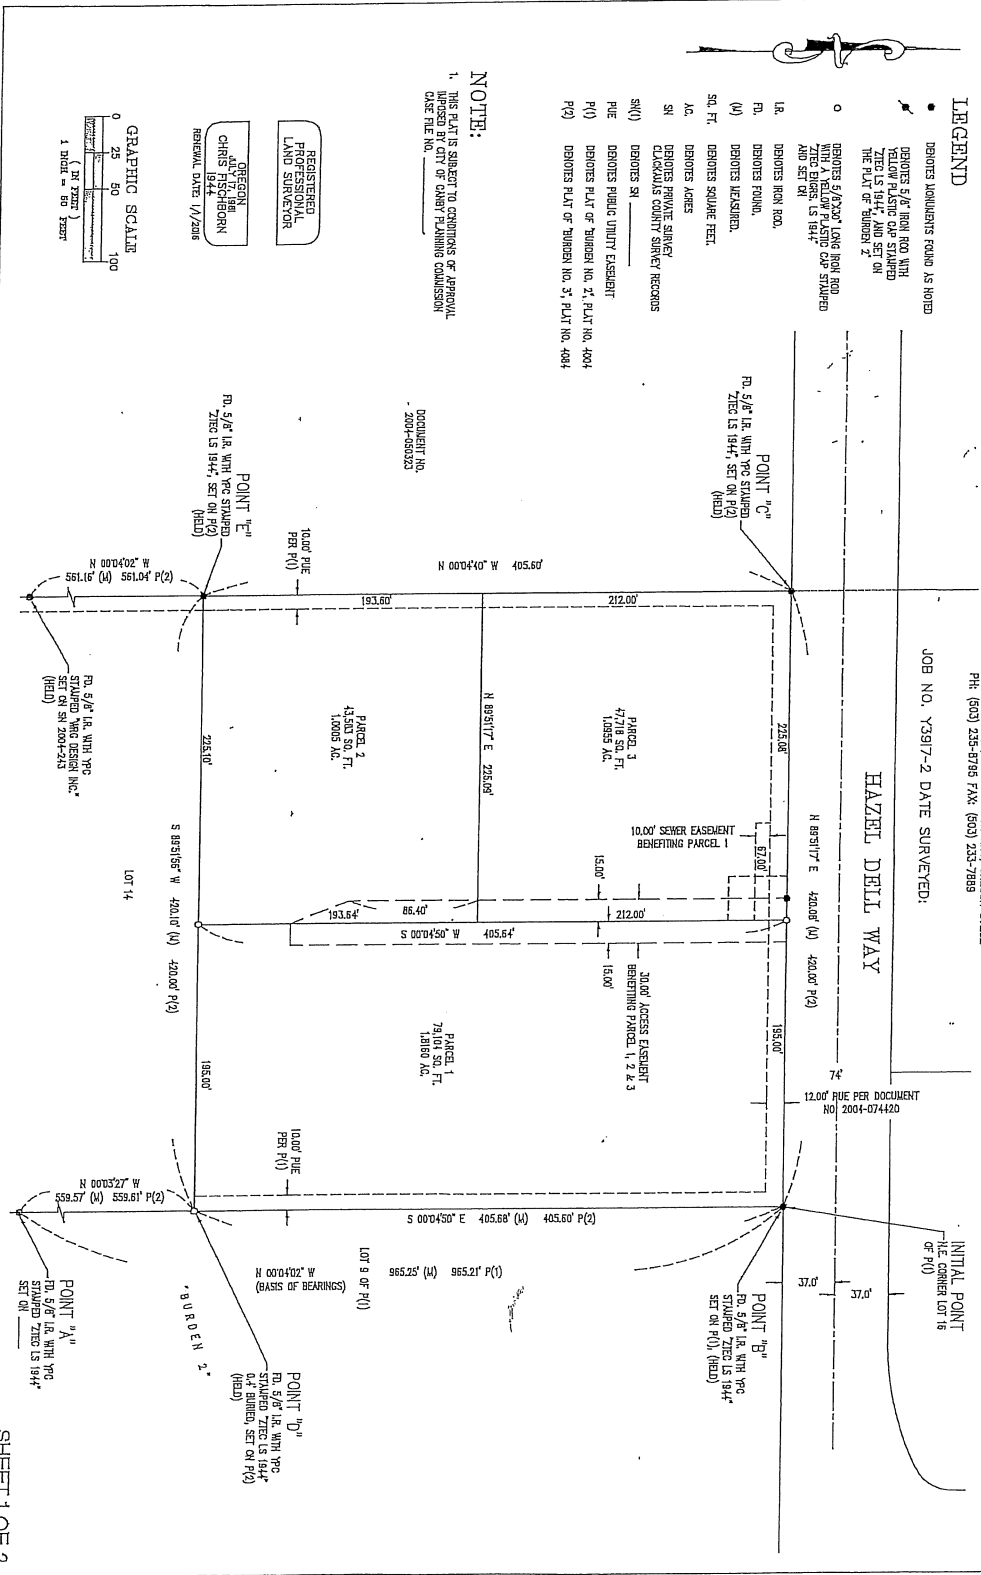 PH: (503) 235-8795 FAX: (503) 233-7889
JOB NO. Y3917-2 DATE SURVEYED:
LEGEND
DENOTES MONUMENTS FOUND AS NOTED
DENOTES 5/8" IRON ROD WITH
YELLOW PLASTIC CAP STAMPED
"ZTEC LS 1944", AND SET ON
THE PLAT OF "BURDEN 2"
DENOTES 5/8"X30" LONG IRON ROD
WITH A YELLOW PLASTIC CAP STAMPED
"ZTEC ENGRS. LS 1944"
AND SET ON
I.R. DENOTES IRON ROD.
FD. DENOTES FOUND.
(M) DENOTES MEASURED.
SQ. FT. DENOTES SQUARE FEET.
AC. DENOTES ACRES
SN DENOTES PRIVATE SURVEY
CLACKAMAS COUNTY SURVEY RECORDS
SN(1) DENOTES SN
PUE DENOTES PUBLIC UTILITY EASEMENT
P(1) DENOTES PLAT OF "BURDEN NO. 2", PLAT NO. 4004
P(2) DENOTES PLAT OF "BURDEN NO. 3", PLAT NO. 4084
NOTE:
1. THIS PLAT IS SUBJECT TO CONDITIONS OF APPROVAL
IMPOSED BY CITY OF CANBY PLANNING COMMISSION
CASE FILE NO.
REGISTERED
PROFESSIONAL
LAND SURVEYOR
OREGON
JULY 17, 1981
CHRIS FISCHBORN
1944
RENEWAL DATE: 1/1/2016
GRAPHIC SCALE
0 25 50 100
( IN FEET )
1 INCH = 50 FEET
HAZEL DELL WAY
74'
37.0'
37.0'
12.00' PUE PER DOCUMENT
NO. 2004-074420
INITIAL POINT
N.E. CORNER LOT 16
OF P(1)
POINT "C"
FD. 5/8" I.R. WITH YPC STAMPED
"ZTEC LS 1944", SET ON P(2)
(HELD)
N 89'51'17" E 420.08' (M) 420.00' P(2)
225.08'
195.00'
POINT "B"
FD. 5/8" I.R. WITH YPC
STAMPED "ZTEC LS 1944"
SET ON P(1), (HELD)
DOCUMENT NO.
2004-050323
N 00'04'40" W 405.60'
212.00'
193.60'
PARCEL 3
47,718 SQ. FT.
1.0955 AC.
10.00' SEWER EASEMENT
BENEFITING PARCEL 1
67.00'
15.00'
212.00'
15.00'
30.00' ACCESS EASEMENT
BENEFITING PARCEL 1, 2 & 3
N 89'51'17" E 225.09'
PARCEL 2
43,583 SQ. FT.
1.0005 AC.
86.40'
193.64'
S 00'04'50" W 405.64'
PARCEL 1
79,104 SQ. FT.
1.8160 AC.
10.00' PUE
PER P(1)
10.00' PUE
PER P(1)
S 00'04'50" E 405.68' (M) 405.60' P(2)
965.25' (M) 965.21' P(1)
N 00'04'02" W
(BASIS OF BEARINGS)
LOT 9 OF P(1)
POINT "E"
FD. 5/8" I.R. WITH YPC STAMPED
"ZTEC LS 1944", SET ON P(2)
(HELD)
225.10'
195.00'
S 89'51'56" W 420.10' (M) 420.00' P(2)
LOT 14
POINT "D"
FD. 5/8" I.R. WITH YPC
STAMPED "ZTEC LS 1944"
0.4' BURIED, SET ON P(2)
(HELD)
"BURDEN 2"
N 00'04'02" W
561.16' (M) 561.04' P(2)
FD. 5/8" I.R. WITH YPC
STAMPED "WRG DESIGN INC."
SET ON SN 2004-243
(HELD)
N 00'03'27" W
559.57' (M) 559.61' P(2)
POINT "A"
FD. 5/8" I.R. WITH YPC
STAMPED "ZTEC LS 1944"
SET ON
SHEET 1 OF 2